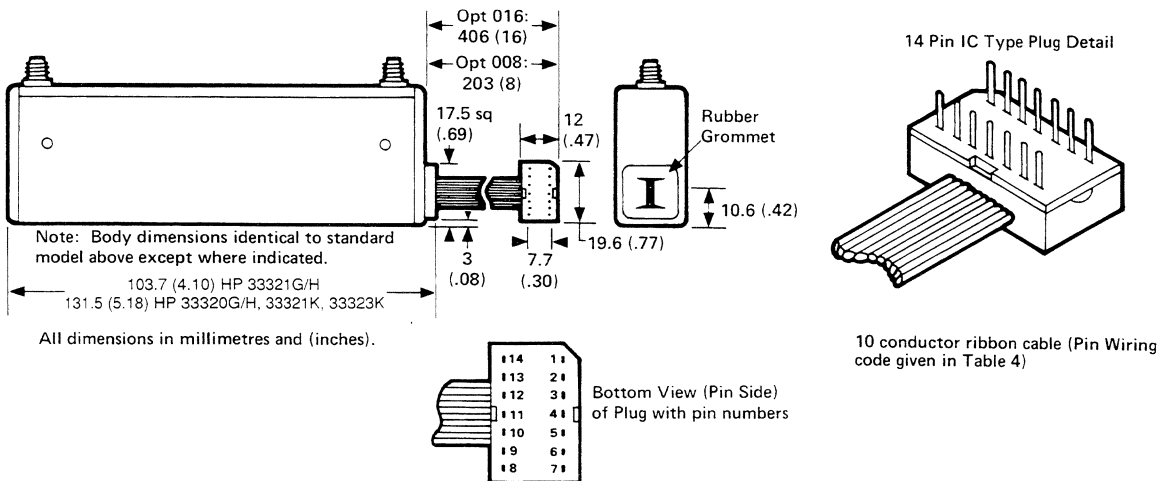 Opt 016:
406 (16)
Opt 008:
203 (8)
17.5 sq
(.69)
12
(.47)
Rubber
Grommet
10.6 (.42)
19.6 (.77)
3
(.08)
7.7
(.30)
Note: Body dimensions identical to standard
model above except where indicated.
103.7 (4.10) HP 33321G/H
131.5 (5.18) HP 33320G/H, 33321K, 33323K
All dimensions in millimetres and (inches).
14 Pin IC Type Plug Detail
10 conductor ribbon cable (Pin Wiring
code given in Table 4)
14 1
13 2
12 3
11 4
10 5
9 6
8 7
Bottom View (Pin Side)
of Plug with pin numbers